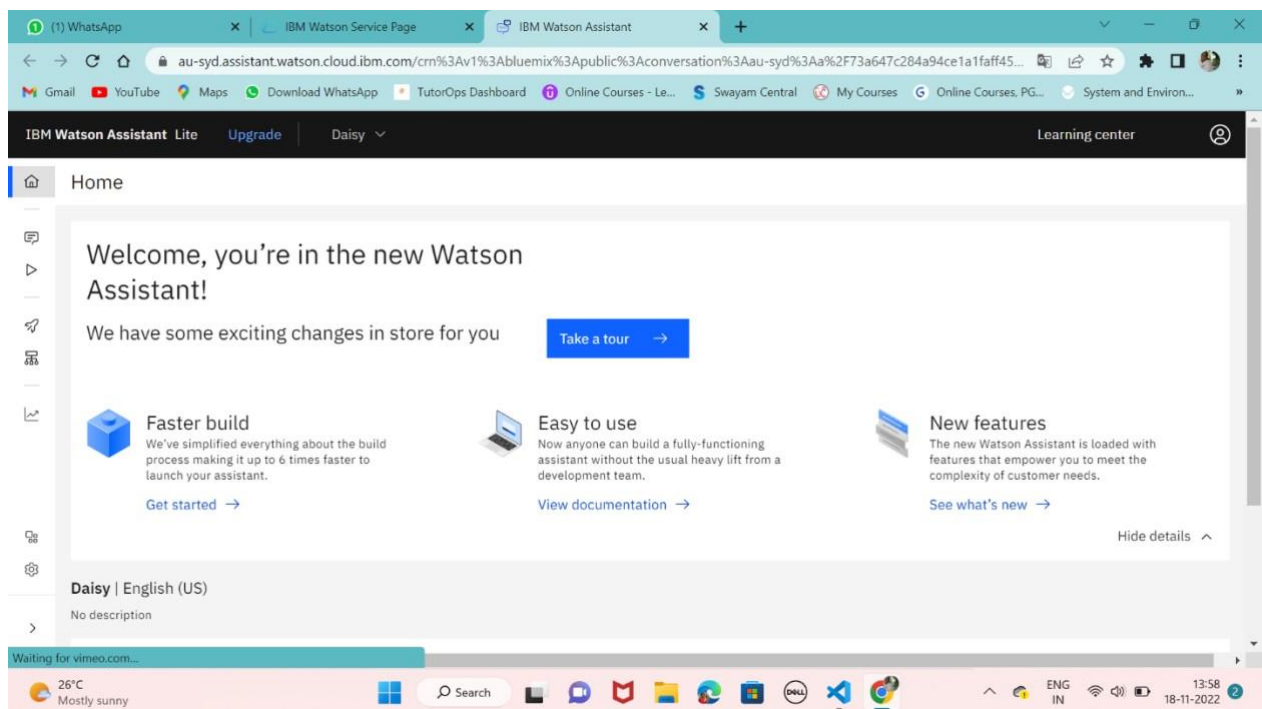 (1) WhatsApp
IBM Watson Service Page
IBM Watson Assistant
au-syd.assistant.watson.cloud.ibm.com/crn%3Av1%3Abluemix%3Apublic%3Aconversation%3Aau-syd%3Aa%2F73a647c284a94ce1a1faff45...
Gmail
YouTube
Maps
Download WhatsApp
TutorOps Dashboard
Online Courses - Le...
Swayam Central
My Courses
Online Courses, PG...
System and Environ...
IBM Watson Assistant Lite
Upgrade
Daisy
Learning center
Home
Welcome, you're in the new Watson
Assistant!
We have some exciting changes in store for you
Take a tour
Faster build
We've simplified everything about the build
process making it up to 6 times faster to
launch your assistant.
Get started
Easy to use
Now anyone can build a fully-functioning
assistant without the usual heavy lift from a
development team.
View documentation
New features
The new Watson Assistant is loaded with
features that empower you to meet the
complexity of customer needs.
See what's new
Hide details
Daisy | English (US)
No description
Waiting for vimeo.com...
26°C
Mostly sunny
Search
DELL
ENG
IN
13:58
18-11-2022
2